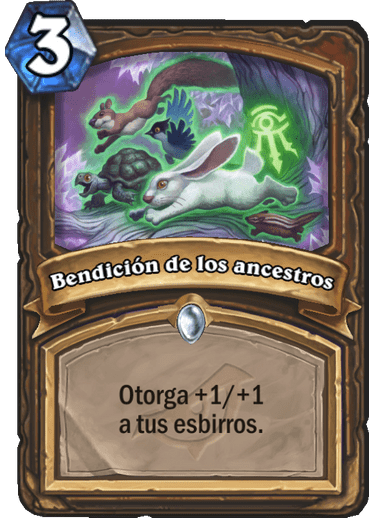 3
Bendición de los ancestros
Otorga +1/+1
a tus esbirros.